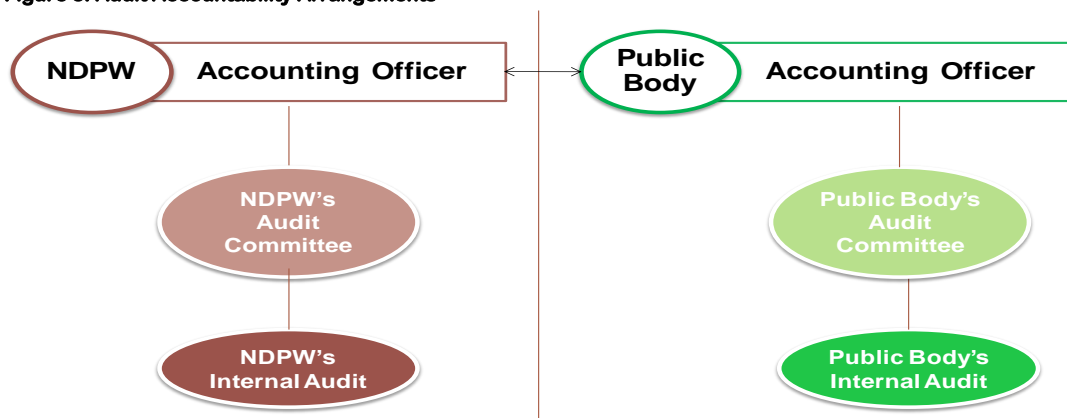 NDPW
Accounting Officer
Public
Body
Accounting Officer
NDPW's
Audit
Committee
Public Body's
Audit
Committee
NDPW's
Internal Audit
Public Body's
Internal Audit